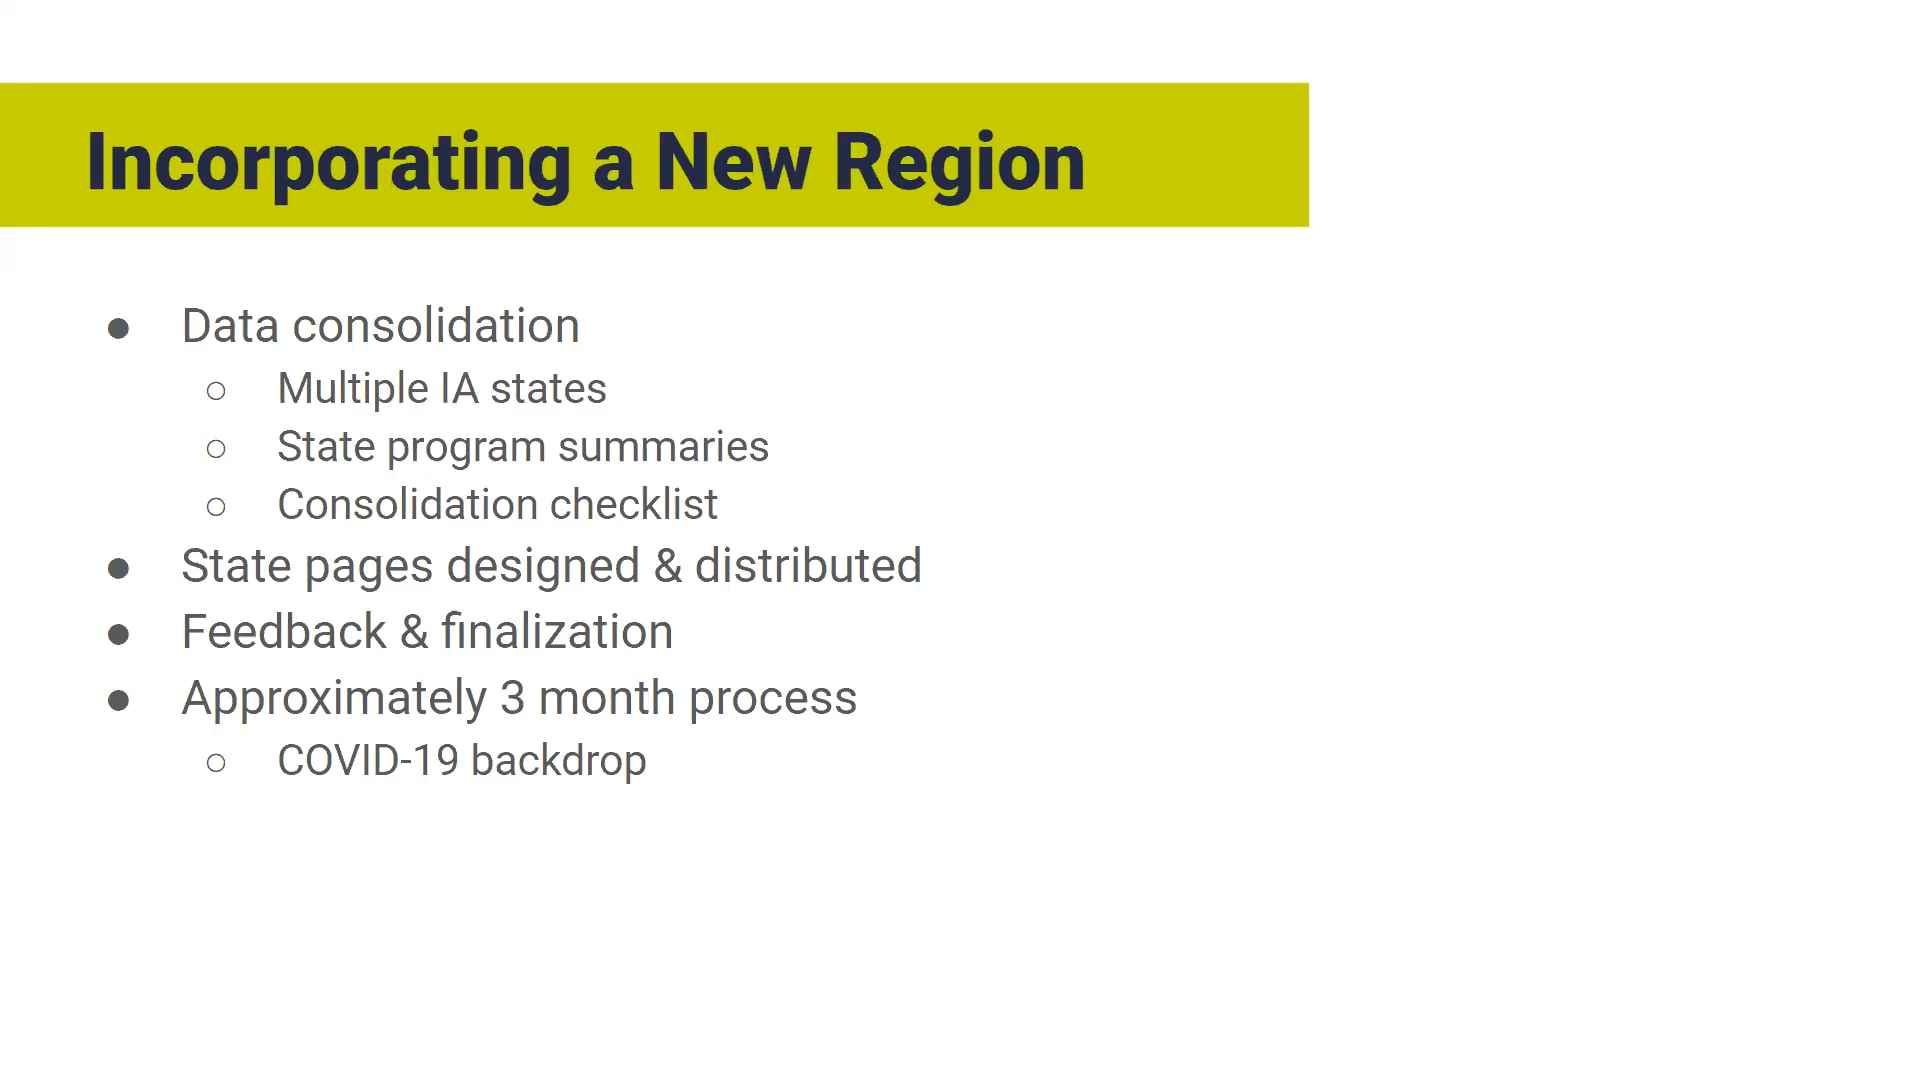 Incorporating a New Region
● Data consolidation
○ Multiple IA states
○ State program summaries
○ Consolidation checklist
● State pages designed & distributed
● Feedback & finalization
● Approximately 3 month process
○ COVID-19 backdrop